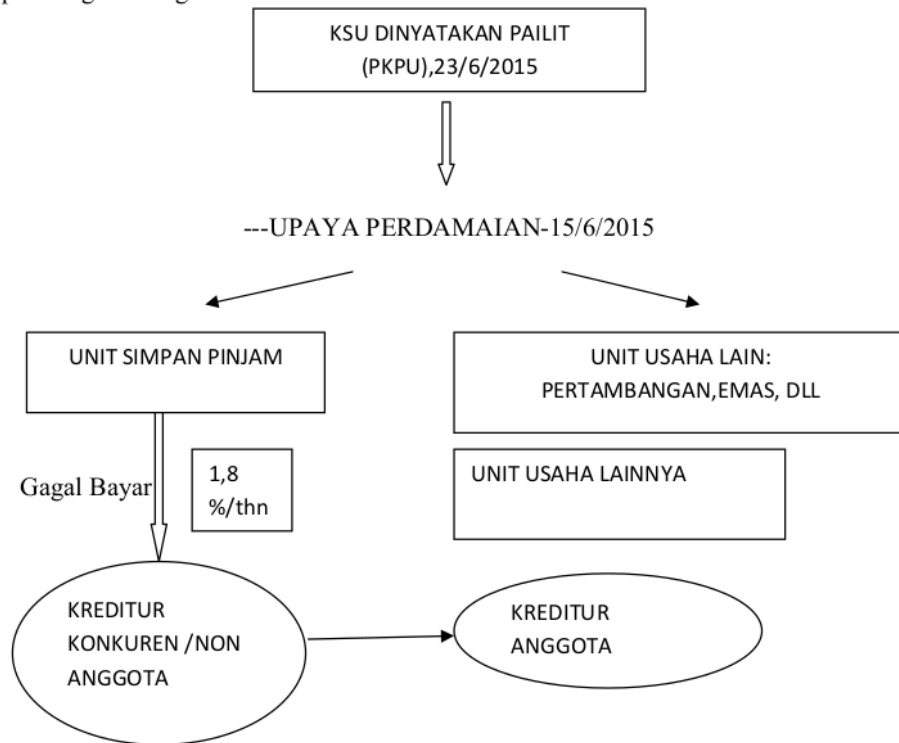 KSU DINYATAKAN PAILIT
(PKPU),23/6/2015
---UPAYA PERDAMAIAN-15/6/2015
UNIT SIMPAN PINJAM
UNIT USAHA LAIN:
PERTAMBANGAN,EMAS, DLL
Gagal Bayar
1,8
%/thn
UNIT USAHA LAINNYA
KREDITUR
KONKUREN /NON
ANGGOTA
KREDITUR
ANGGOTA